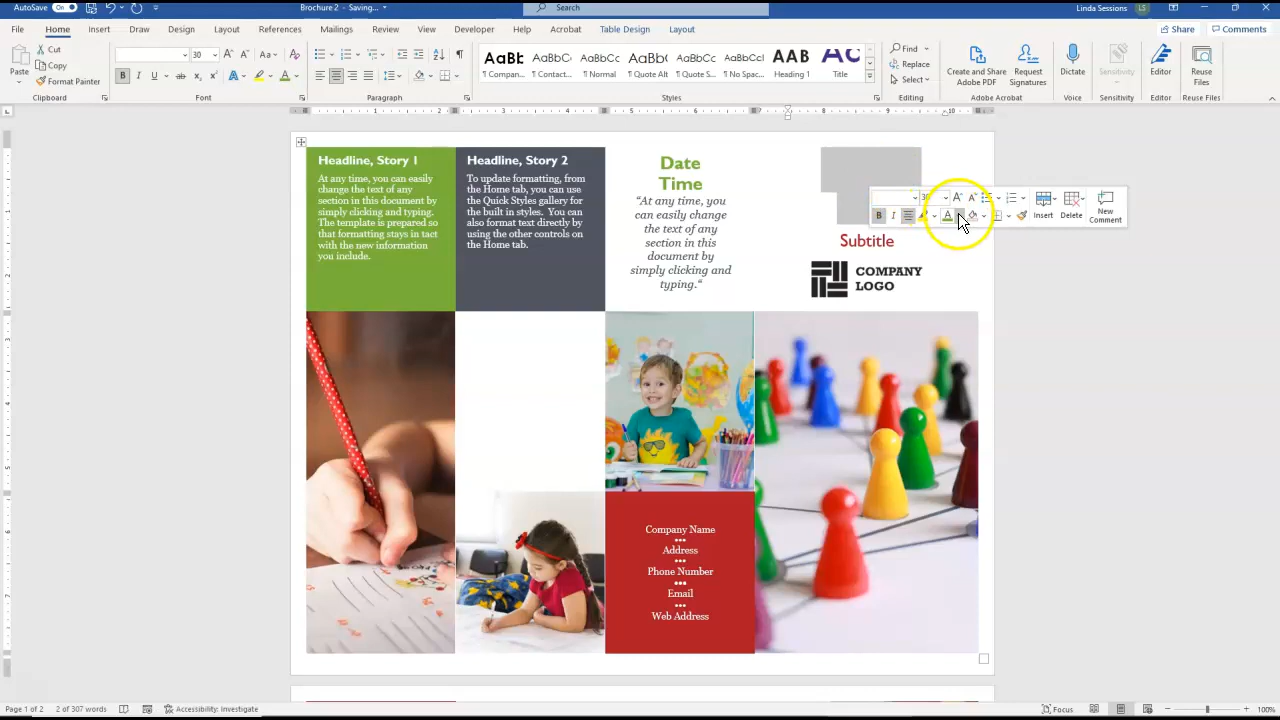 AutoSave On Brochure 2 - Saving... Search Linda Sessions LS
File Home Insert Draw Design Layout References Mailings Review View Developer Help Acrobat Table Design Layout Share Comments
Paste Cut Copy Format Painter Clipboard
30 Font
Paragraph
AaBb AaBbC AaBbC AaBbC AaBbC AaBbC AAB AC
¶ Compan... ¶ Contact... ¶ Normal ¶ Quote Alt ¶ Quote S... ¶ No Spac... Heading 1 Title
Styles
Find Replace Select Editing
Create and Share Adobe PDF Request Signatures Adobe Acrobat
Dictate Voice
Sensitivity Sensitivity
Editor Editor
Reuse Files Reuse Files
Headline, Story 1
At any time, you can easily
change the text of any
section in this document by
simply clicking and typing.
The template is prepared so
that formatting stays in tact
with the new information
you include.
Headline, Story 2
To update formatting, from
the Home tab, you can use
the Quick Styles gallery for
the built in styles. You can
also format text directly by
using the other controls on
the Home tab.
Date
Time
“At any time, you
can easily change
the text of any
section in this
document by
simply clicking and
typing.“
Insert Delete New Comment
Subtitle
COMPANY
LOGO
Company Name
•••
Address
•••
Phone Number
•••
Email
•••
Web Address
Page 1 of 2 2 of 307 words Accessibility: Investigate Focus 100%